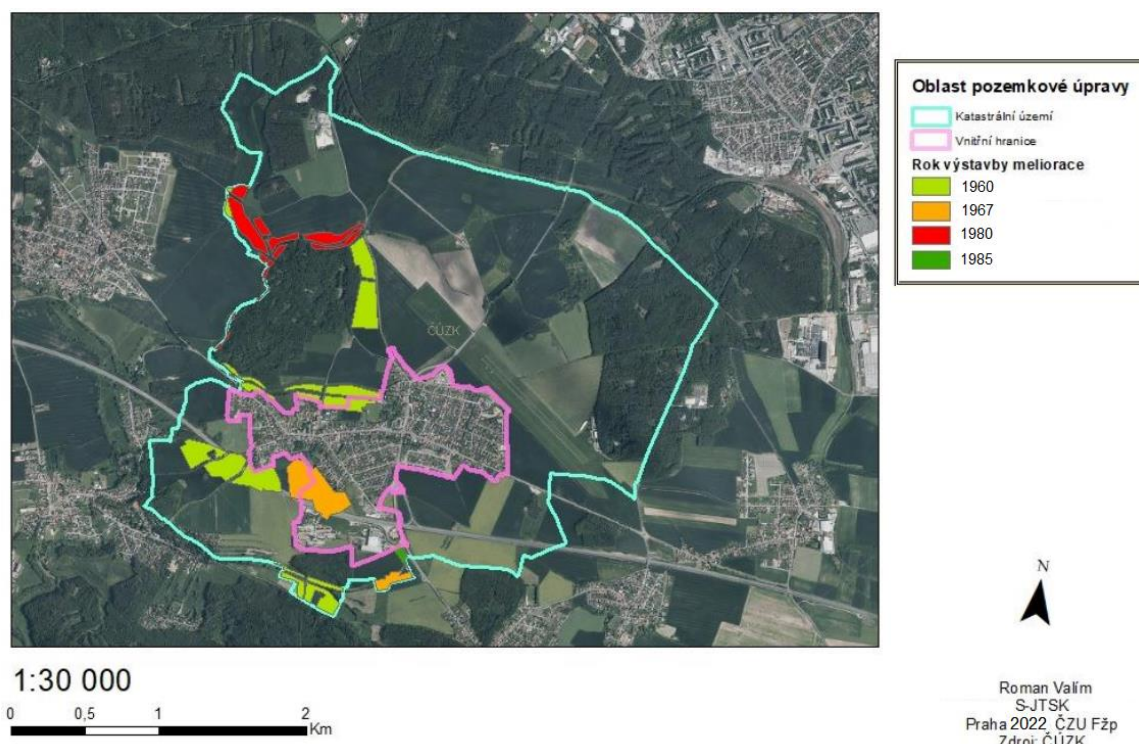 ČÚZK
Oblast pozemkové úpravy
Katastrální území
Vnitřní hranice
Rok výstavby meliorace
1960
1967
1980
1985
N
1:30 000
0 0,5 1 2
Km
Roman Valím
S-JTSK
Praha 2022 ČZU Fžp
Zdroj: ČÚZK